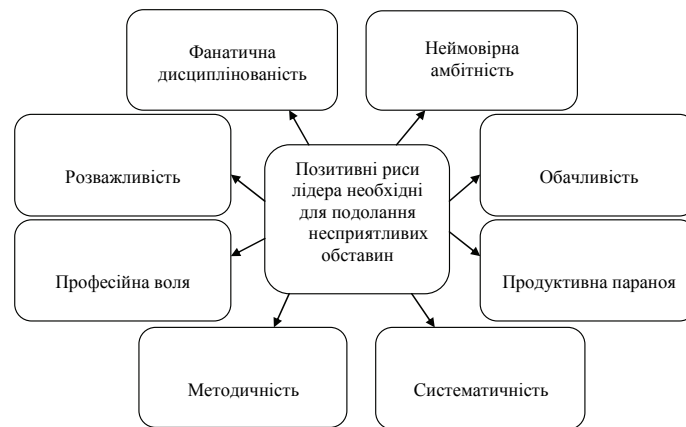 Фанатична
дисциплінованість
Неймовірна
амбітність
Розважливість
Позитивні риси
лідера необхідні
для подолання
несприятливих
обставин
Обачливість
Професійна воля
Продуктивна параноя
Методичність
Систематичність